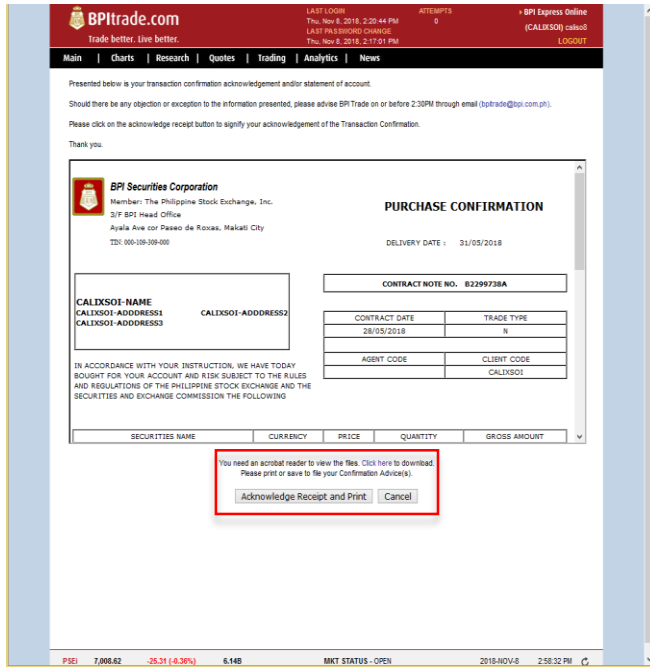 BPItrade.com
Trade better. Live better.
LAST LOGIN
Thu, Nov 8, 2018, 2:20:44 PM
LAST PASSWORD CHANGE
Thu, Nov 8, 2018, 2:17:01 PM
ATTEMPTS
0
› BPI Express Online
(CALIXSOI) caliso8
LOGOUT
Main | Charts | Research | Quotes | Trading | Analytics | News
Presented below is your transaction confirmation acknowledgement and/or statement of account.
Should there be any objection or exception to the information presented, please advise BPI Trade on or before 2:30PM through email (bpitrade@bpi.com.ph).
Please click on the acknowledge receipt button to signify your acknowledgement of the Transaction Confirmation.
Thank you.
BPI Securities Corporation
Member: The Philippine Stock Exchange, Inc.
3/F BPI Head Office
Ayala Ave cor Paseo de Roxas, Makati City
TIN: 000-109-309-000
PURCHASE CONFIRMATION
DELIVERY DATE : 31/05/2018
CONTRACT NOTE NO. B2299738A
CALIXSOI-NAME
CALIXSOI-ADDDRESS1 CALIXSOI-ADDDRESS2
CALIXSOI-ADDDRESS3
CONTRACT DATE TRADE TYPE
28/05/2018 N
AGENT CODE CLIENT CODE
CALIXSOI
IN ACCORDANCE WITH YOUR INSTRUCTION, WE HAVE TODAY
BOUGHT FOR YOUR ACCOUNT AND RISK SUBJECT TO THE RULES
AND REGULATIONS OF THE PHILIPPINE STOCK EXCHANGE AND THE
SECURITIES AND EXCHANGE COMMISSION THE FOLLOWING
SECURITIES NAME CURRENCY PRICE QUANTITY GROSS AMOUNT
You need an acrobat reader to view the files. Click here to download.
Please print or save to file your Confirmation Advice(s).
Acknowledge Receipt and Print Cancel
PSEi 7,008.62 -25.31 (-0.36%) 6.14B MKT STATUS - OPEN 2018-NOV-8 2:58:32 PM